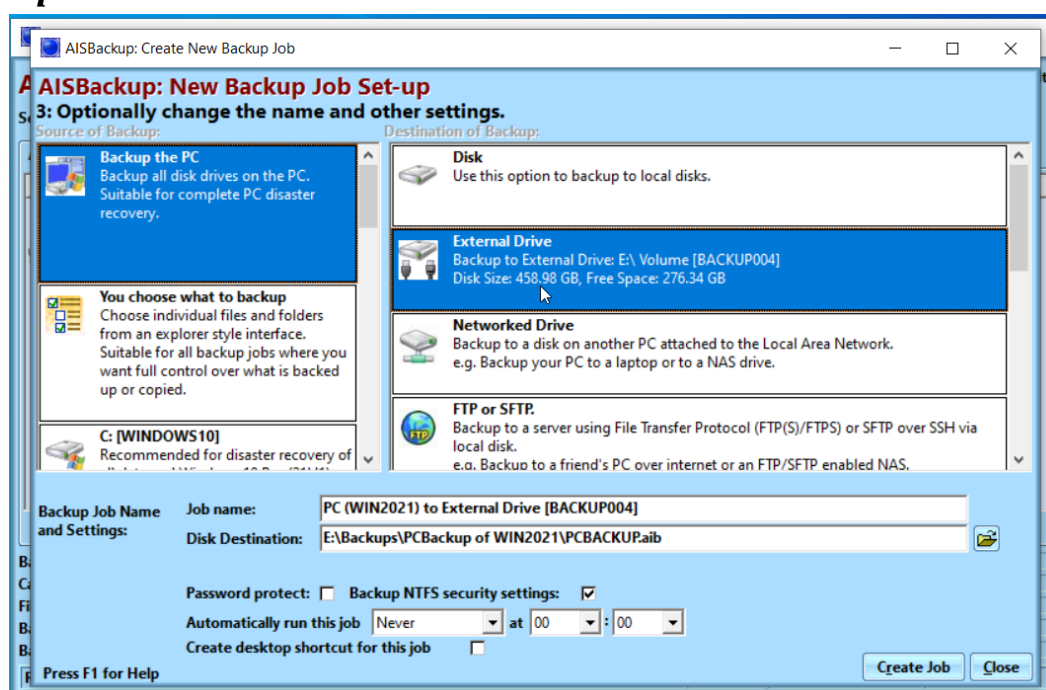 AISBackup: Create New Backup Job
AISBackup: New Backup Job Set-up
3: Optionally change the name and other settings.
Source of Backup:
Destination of Backup:
Backup the PC
Backup all disk drives on the PC.
Suitable for complete PC disaster
recovery.
You choose what to backup
Choose individual files and folders
from an explorer style interface.
Suitable for all backup jobs where you
want full control over what is backed
up or copied.
C: [WINDOWS10]
Recommended for disaster recovery of
Disk
Use this option to backup to local disks.
External Drive
Backup to External Drive: E:\ Volume [BACKUP004]
Disk Size: 458.98 GB, Free Space: 276.34 GB
Networked Drive
Backup to a disk on another PC attached to the Local Area Network.
e.g. Backup your PC to a laptop or to a NAS drive.
FTP or SFTP.
Backup to a server using File Transfer Protocol (FTP(S)/FTPS) or SFTP over SSH via
local disk.
e.g. Backup to a friend's PC over internet or an FTP/SFTP enabled NAS.
Backup Job Name
and Settings:
Job name: PC (WIN2021) to External Drive [BACKUP004]
Disk Destination: E:\Backups\PCBackup of WIN2021\PCBACKUP.aib
Password protect: Backup NTFS security settings:
Automatically run this job Never at 00 : 00
Create desktop shortcut for this job
Press F1 for Help
Create Job Close